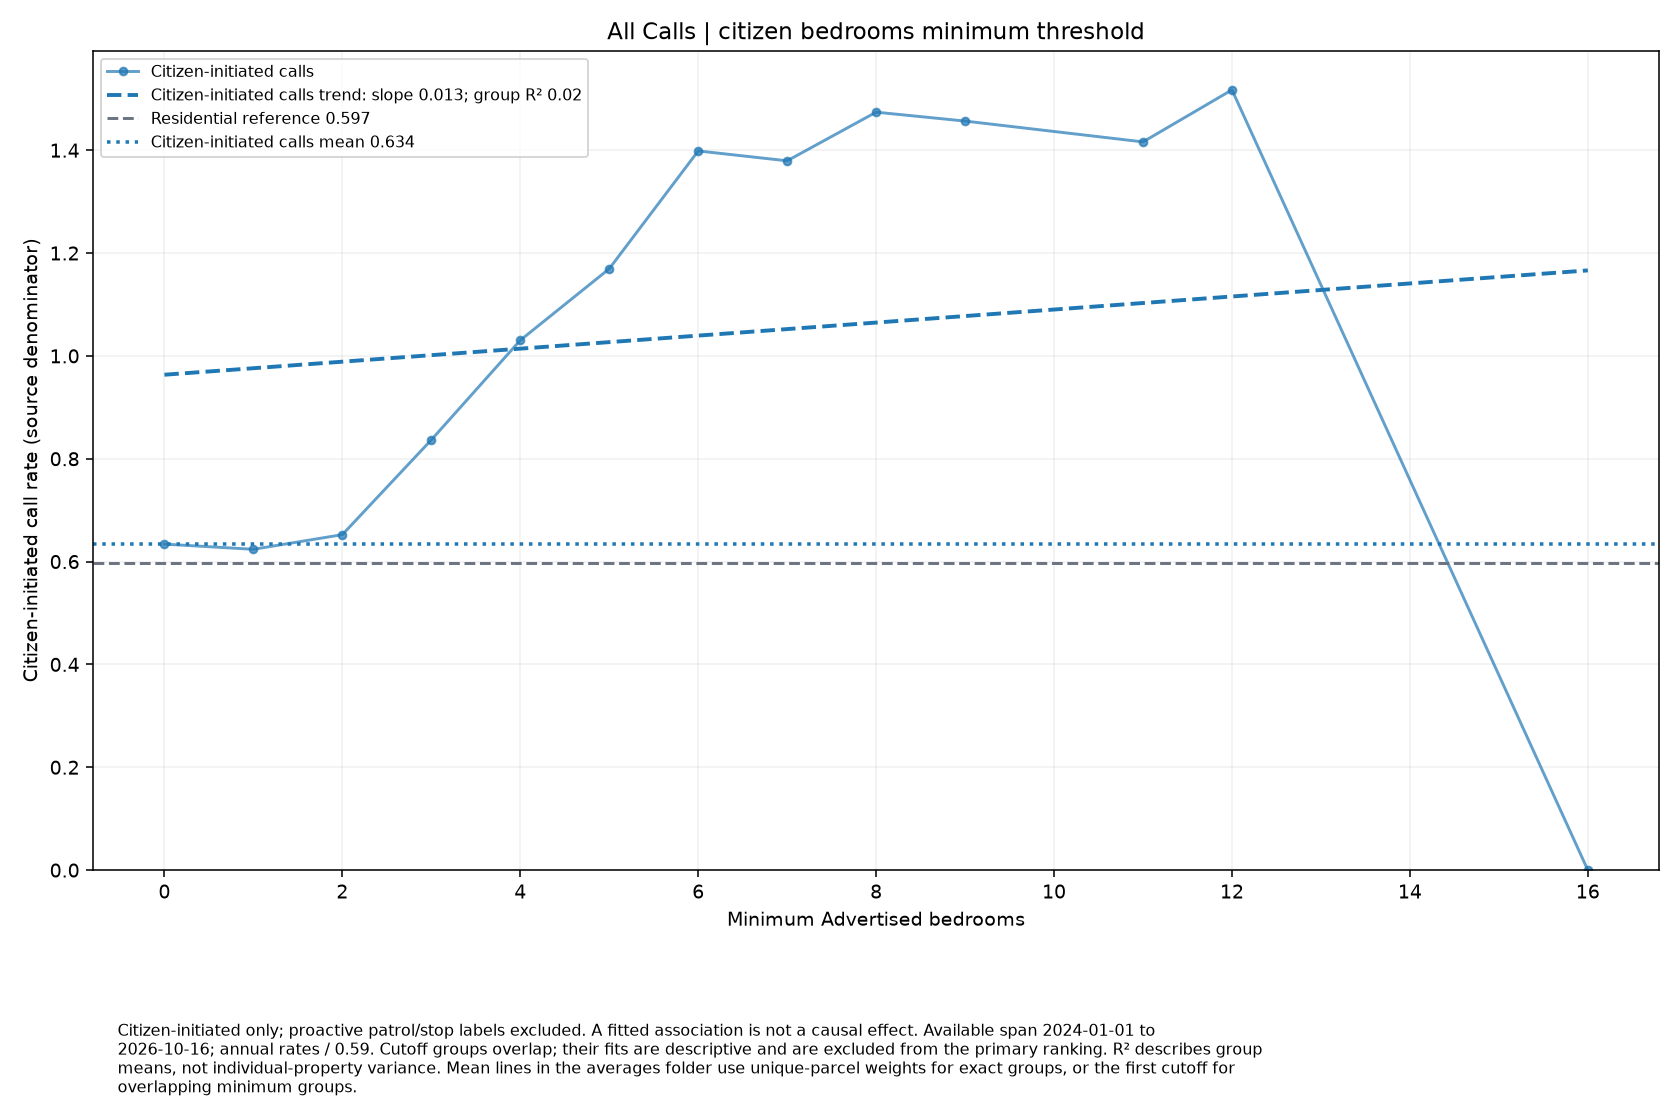 All Calls | citizen bedrooms minimum threshold
Citizen-initiated calls
Citizen-initiated calls trend: slope 0.013; group R² 0.02
Residential reference 0.597
Citizen-initiated calls mean 0.634
Citizen-initiated call rate (source denominator)
1.4
1.2
1.0
0.8
0.6
0.4
0.2
0.0
0 2 4 6 8 10 12 14 16
Minimum Advertised bedrooms
Citizen-initiated only; proactive patrol/stop labels excluded. A fitted association is not a causal effect. Available span 2024-01-01 to
2026-10-16; annual rates / 0.59. Cutoff groups overlap; their fits are descriptive and are excluded from the primary ranking. R² describes group
means, not individual-property variance. Mean lines in the averages folder use unique-parcel weights for exact groups, or the first cutoff for
overlapping minimum groups.